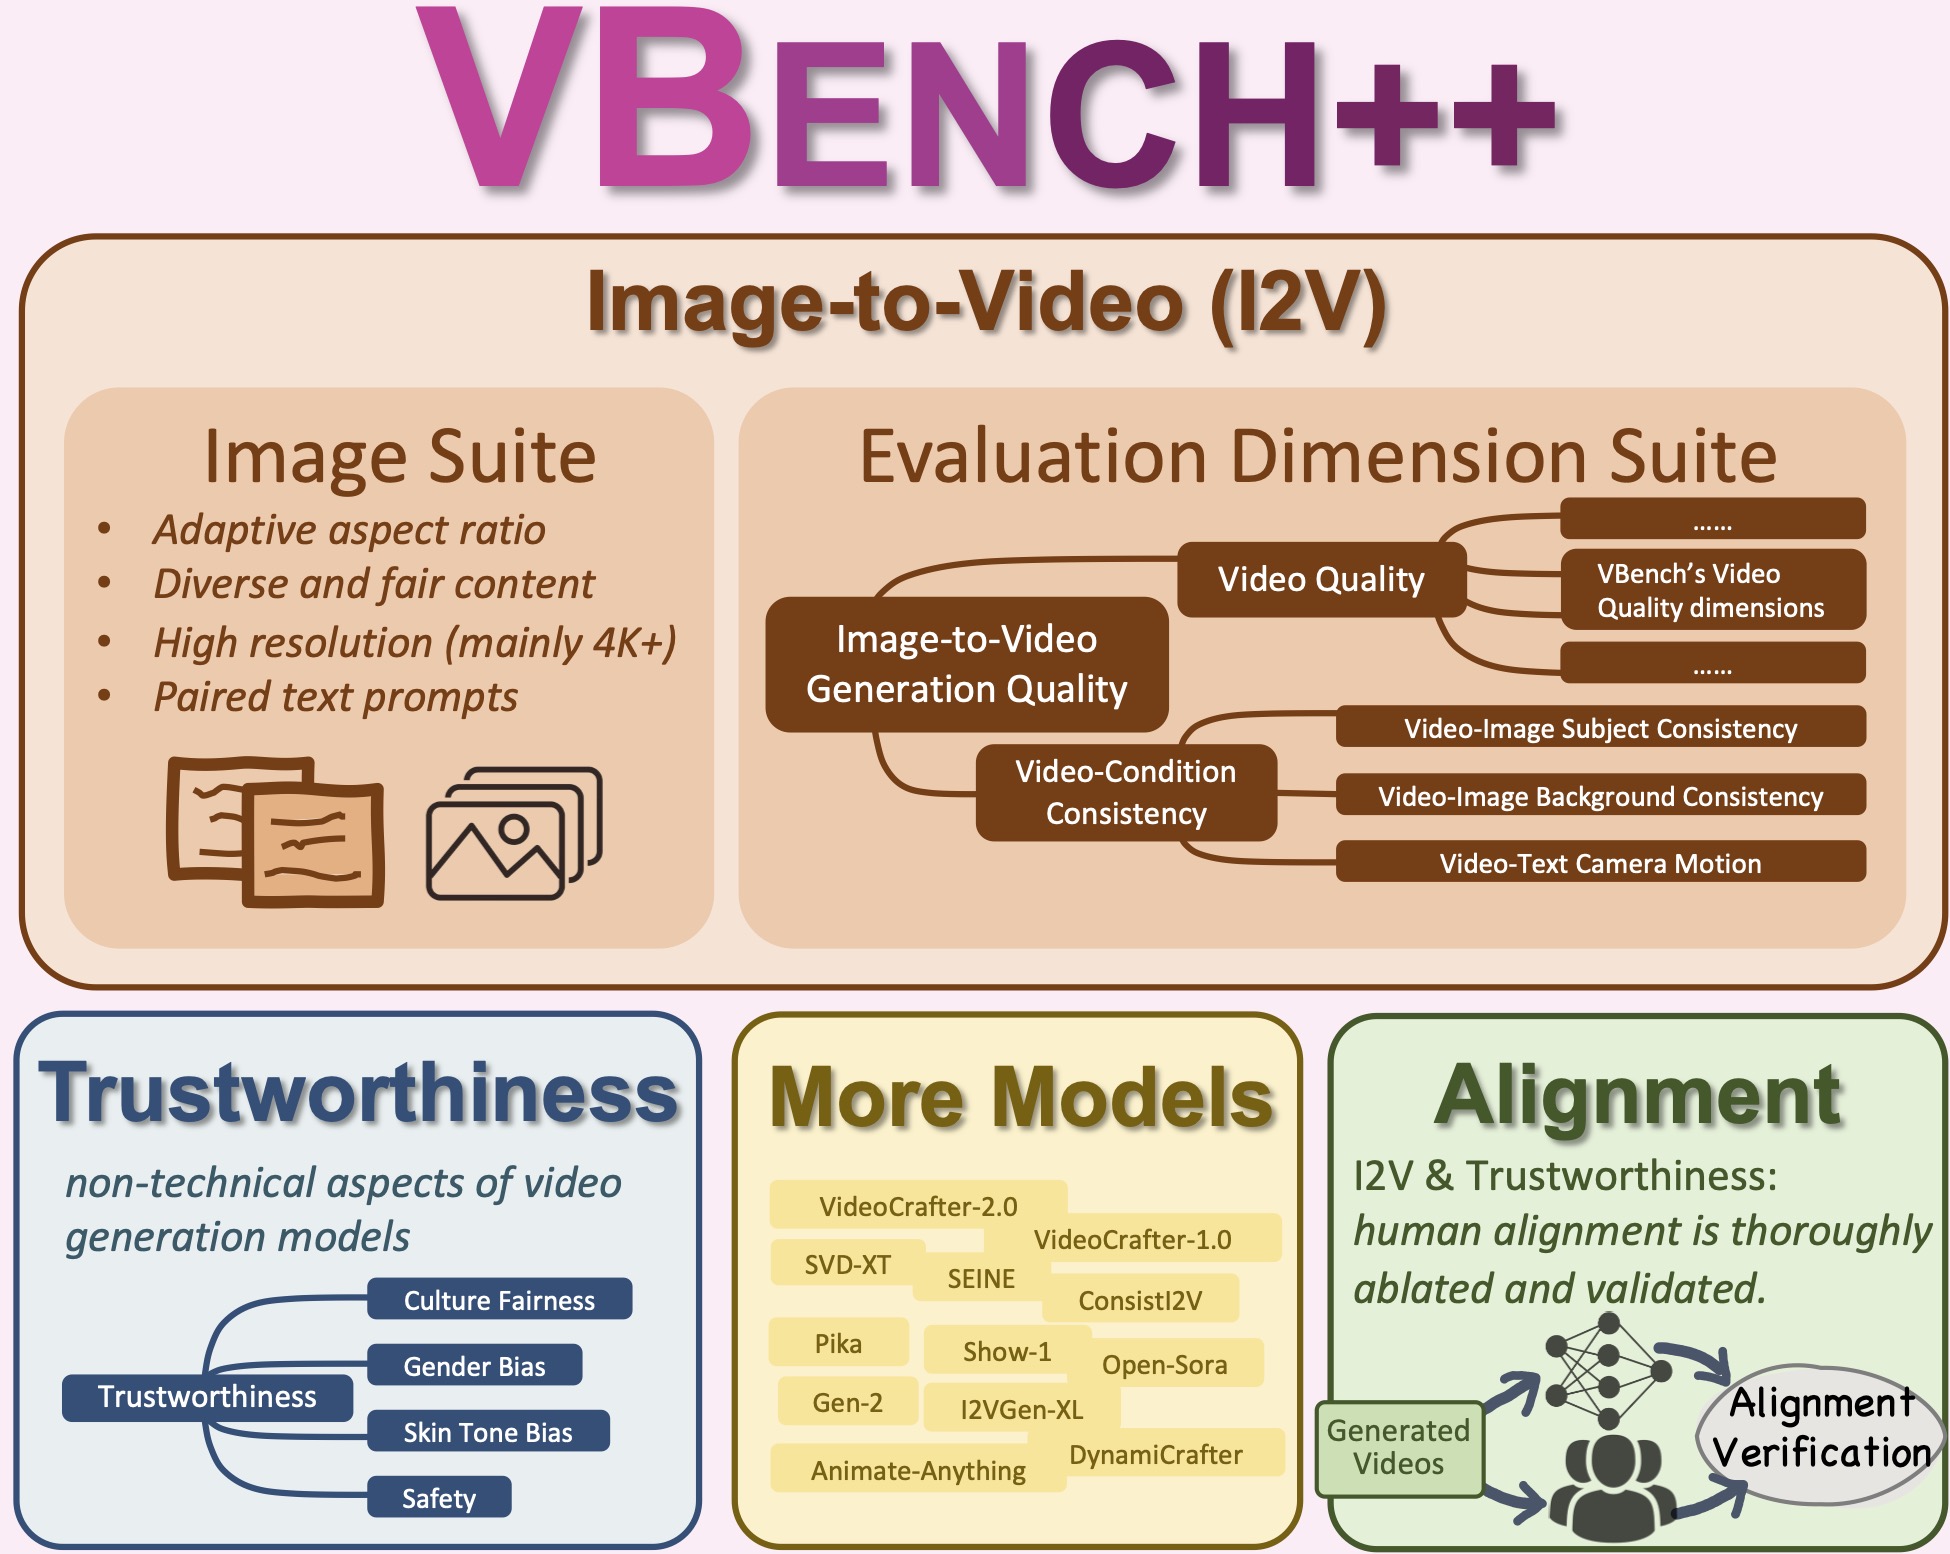 VBENCH++
Image-to-Video (I2V)
Image Suite
• Adaptive aspect ratio
• Diverse and fair content
• High resolution (mainly 4K+)
• Paired text prompts
Evaluation Dimension Suite
Image-to-Video
Generation Quality
Video Quality
......
VBench's Video
Quality dimensions
......
Video-Condition
Consistency
Video-Image Subject Consistency
Video-Image Background Consistency
Video-Text Camera Motion
Trustworthiness
non-technical aspects of video
generation models
Trustworthiness
Culture Fairness
Gender Bias
Skin Tone Bias
Safety
More Models
VideoCrafter-2.0
VideoCrafter-1.0
SVD-XT
SEINE
ConsistI2V
Pika
Show-1
Open-Sora
Gen-2
I2VGen-XL
DynamiCrafter
Animate-Anything
Alignment
I2V & Trustworthiness:
human alignment is thoroughly
ablated and validated.
Generated
Videos
Alignment
Verification